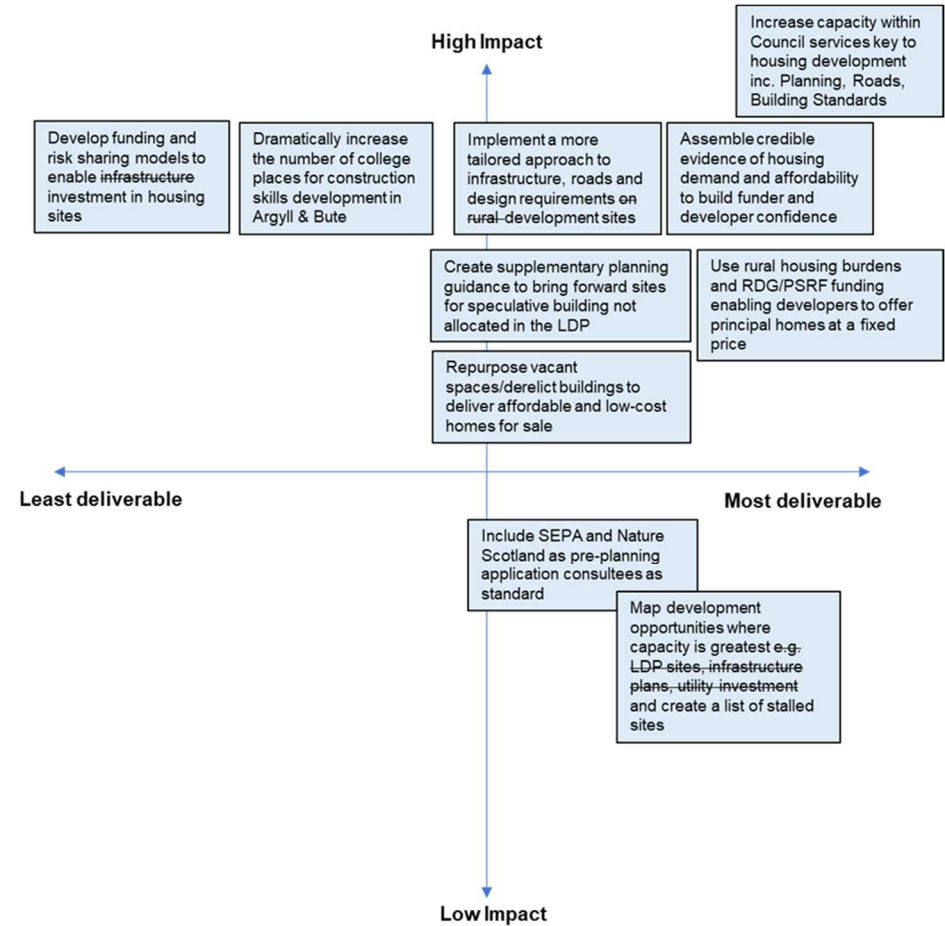 High Impact
Increase capacity within
Council services key to
housing development
inc. Planning, Roads,
Building Standards
Develop funding and
risk sharing models to
enable infrastructure
investment in housing
sites
Dramatically increase
the number of college
places for construction
skills development in
Argyll & Bute
Implement a more
tailored approach to
infrastructure, roads and
design requirements on
rural development sites
Assemble credible
evidence of housing
demand and affordability
to build funder and
developer confidence
Create supplementary planning
guidance to bring forward sites
for speculative building not
allocated in the LDP
Use rural housing burdens
and RDG/PSRF funding
enabling developers to offer
principal homes at a fixed
price
Repurpose vacant
spaces/derelict buildings to
deliver affordable and low-cost
homes for sale
Least deliverable
Most deliverable
Include SEPA and Nature
Scotland as pre-planning
application consultees as
standard
Map development
opportunities where
capacity is greatest e.g.
LDP sites, infrastructure
plans, utility investment
and create a list of stalled
sites
Low Impact